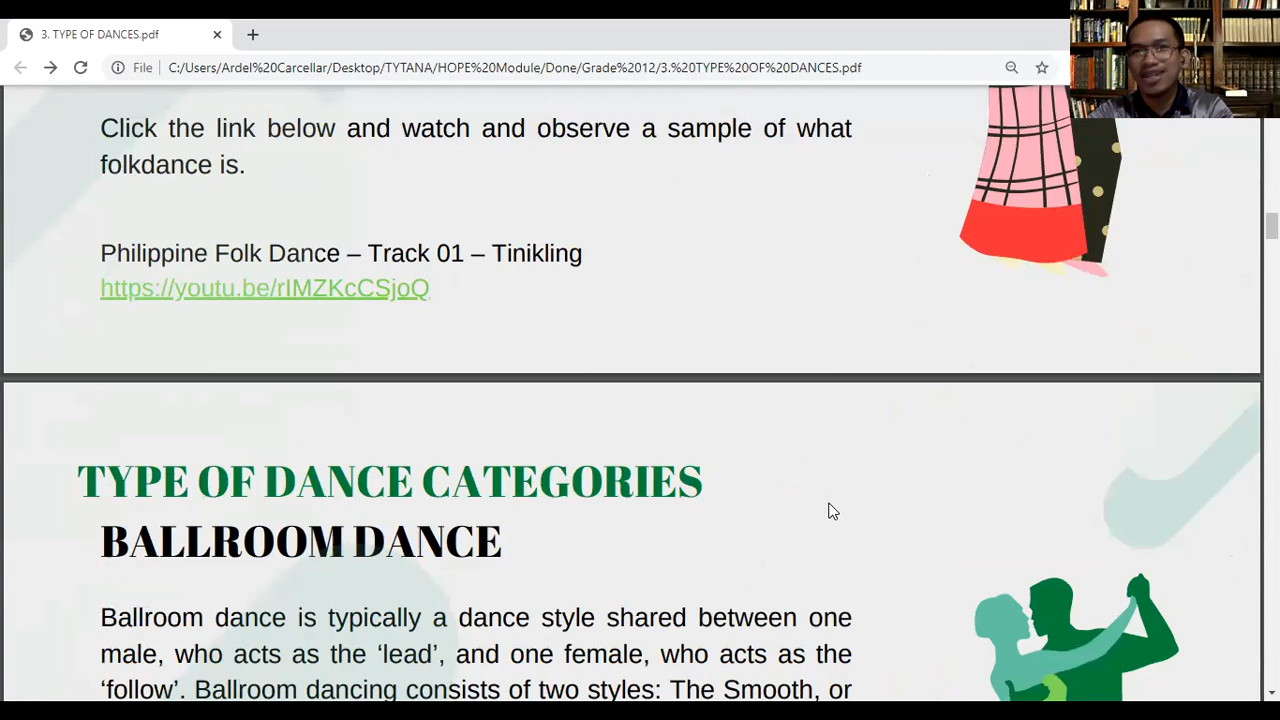 3. TYPE OF DANCES.pdf
File
C:/Users/Ardel%20Carcellar/Desktop/TYTANA/HOPE%20Module/Done/Grade%2012/3.%20TYPE%20OF%20DANCES.pdf
Click the link below and watch and observe a sample of what
folkdance is.
Philippine Folk Dance – Track 01 – Tinikling
https://youtu.be/rIMZKcCSjoQ
TYPE OF DANCE CATEGORIES
BALLROOM DANCE
Ballroom dance is typically a dance style shared between one
male, who acts as the ‘lead’, and one female, who acts as the
‘follow’. Ballroom dancing consists of two styles: The Smooth, or